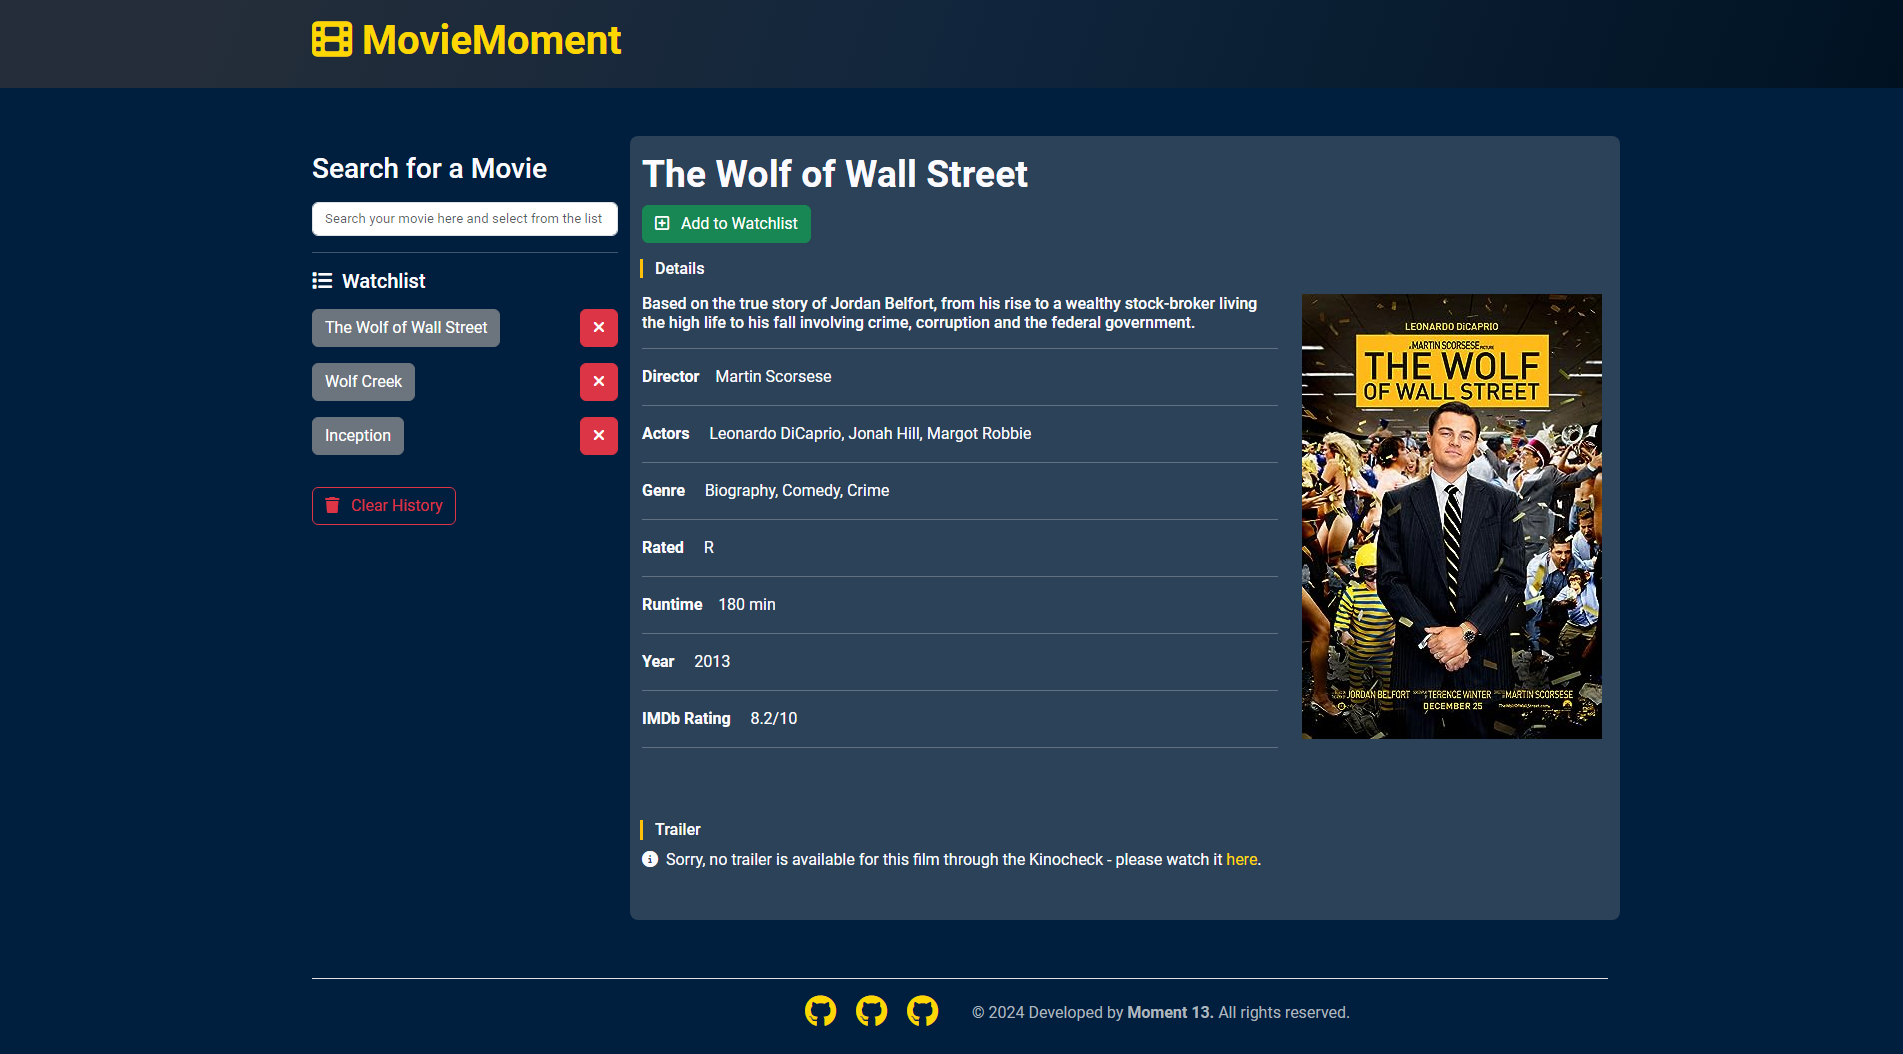 MovieMoment
Search for a Movie
Search your movie here and select from the list
Watchlist
The Wolf of Wall Street
Wolf Creek
Inception
Clear History
The Wolf of Wall Street
Add to Watchlist
Details
Based on the true story of Jordan Belfort, from his rise to a wealthy stock-broker living
the high life to his fall involving crime, corruption and the federal government.
Director Martin Scorsese
Actors Leonardo DiCaprio, Jonah Hill, Margot Robbie
Genre Biography, Comedy, Crime
Rated R
Runtime 180 min
Year 2013
IMDb Rating 8.2/10
LEONARDO DiCAPRIO
A MARTIN SCORSESE PICTURE
THE WOLF
OF WALL STREET
JORDAN BELFORT TERENCE WINTER MARTIN SCORSESE
DECEMBER 25
TheWolfOfWallStreet.com
Trailer
Sorry, no trailer is available for this film through the Kinocheck - please watch it here.
© 2024 Developed by Moment 13. All rights reserved.